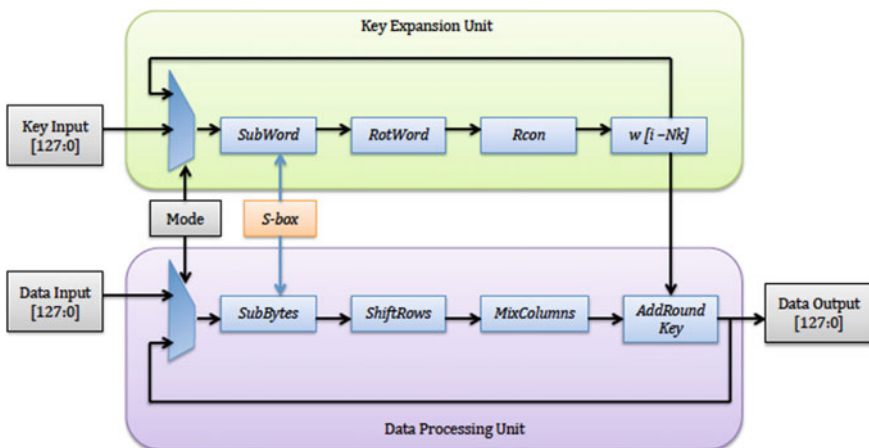 Key Expansion Unit
Key Input
[127:0]
SubWord
RotWord
Rcon
w [i –Nk]
Mode
S-box
Data Input
[127:0]
SubBytes
ShiftRows
MixColumns
AddRound
Key
Data Output
[127:0]
Data Processing Unit